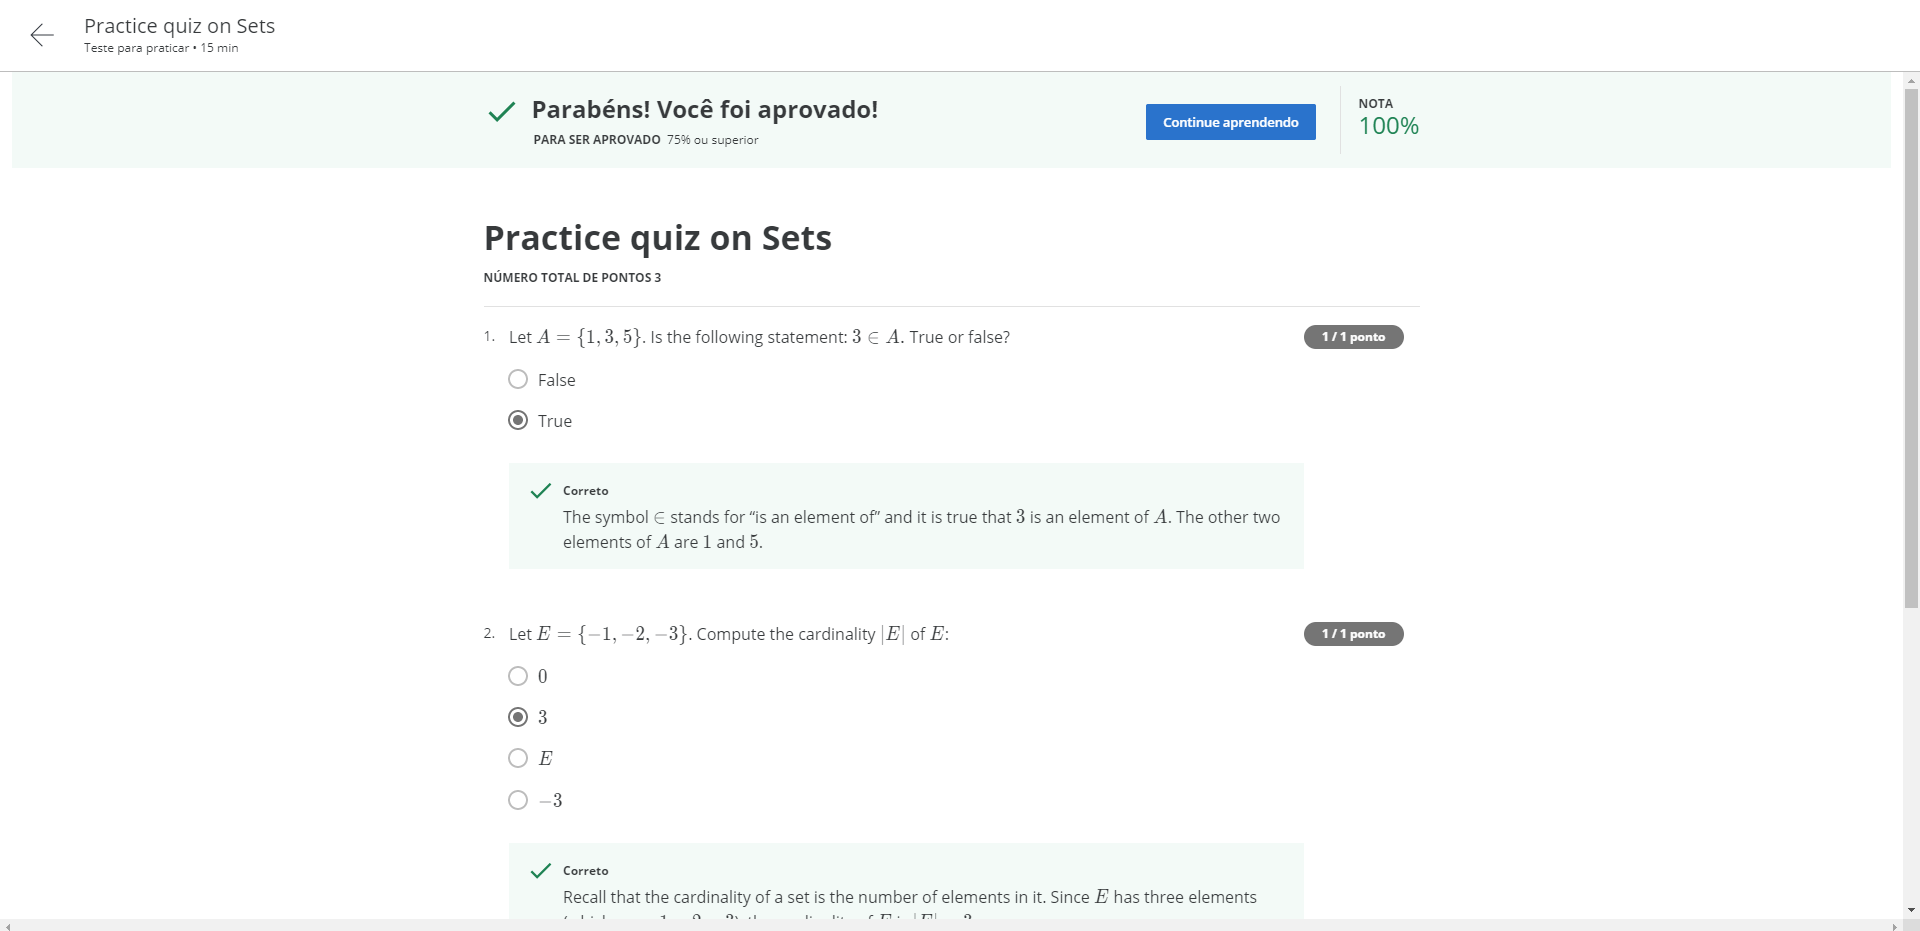 Practice quiz on Sets
Teste para praticar • 15 min
Parabéns! Você foi aprovado!
PARA SER APROVADO 75% ou superior
Continue aprendendo
NOTA
100%
Practice quiz on Sets
NÚMERO TOTAL DE PONTOS 3
1. Let A = {1, 3, 5}. Is the following statement: 3 ∈ A. True or false?
1 / 1 ponto
False
True
Correto
The symbol ∈ stands for “is an element of” and it is true that 3 is an element of A. The other two
elements of A are 1 and 5.
2. Let E = {−1, −2, −3}. Compute the cardinality |E| of E:
1 / 1 ponto
0
3
E
−3
Correto
Recall that the cardinality of a set is the number of elements in it. Since E has three elements